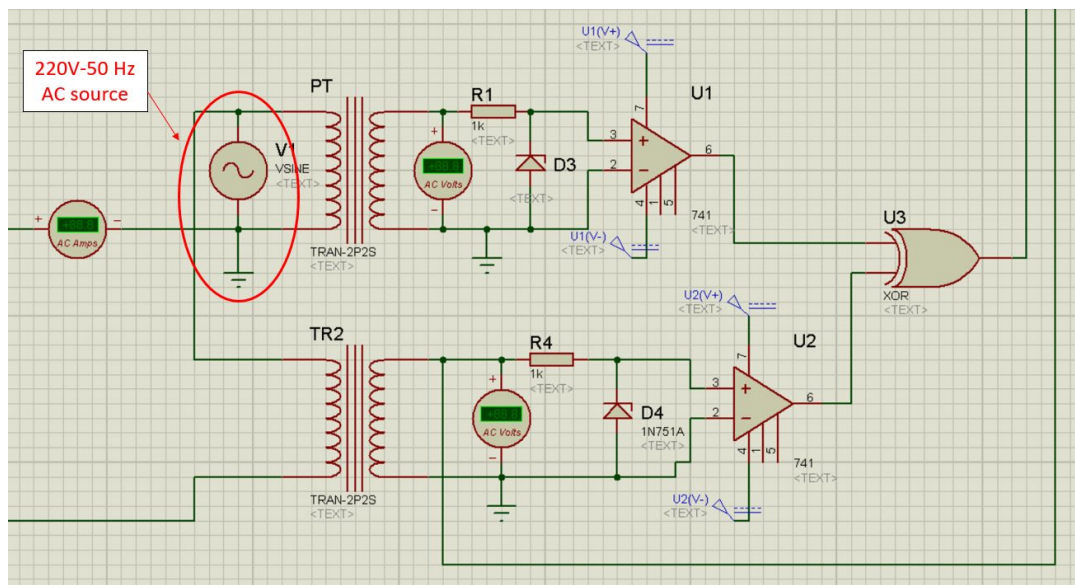 220V-50 Hz
AC source
PT
V1
VSINE
<TEXT>
TRAN-2P2S
<TEXT>
+
-
AC Amps
+
AC Volts
-
R1
1k
<TEXT>
D3
<TEXT>
U1(V+)
<TEXT>
U1
3
2
7
6
4
1
5
+
-
741
<TEXT>
U1(V-)
<TEXT>
U3
XOR
<TEXT>
TR2
TRAN-2P2S
<TEXT>
+
AC Volts
-
R4
1k
<TEXT>
D4
1N751A
<TEXT>
U2(V+)
<TEXT>
U2
3
2
7
6
4
1
5
+
-
741
<TEXT>
U2(V-)
<TEXT>